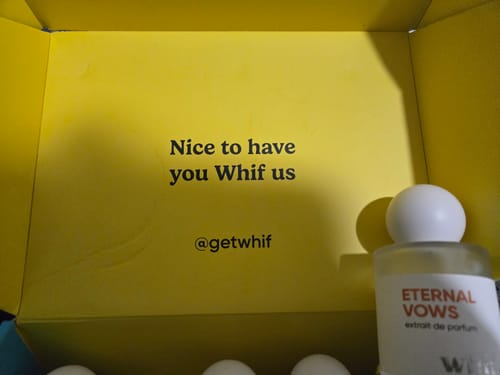 Nice to have
you Whif us
@getwhif
ETERNAL
VOWS
extrait de parfum